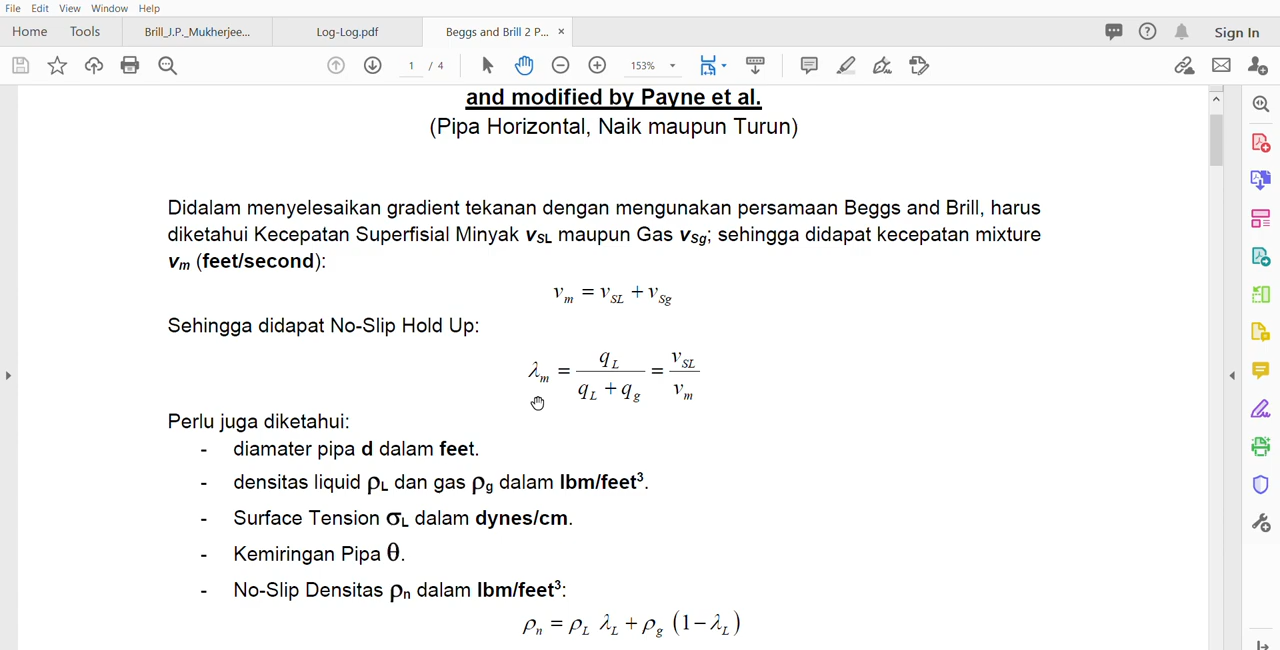 File Edit View Window Help
Home Tools Brill_J.P._Mukherjee... Log-Log.pdf Beggs and Brill 2 P... × Sign In
1 / 4 153%
and modified by Payne et al.
(Pipa Horizontal, Naik maupun Turun)
Didalam menyelesaikan gradient tekanan dengan mengunakan persamaan Beggs and Brill, harus
diketahui Kecepatan Superfisial Minyak vSL maupun Gas vSg; sehingga didapat kecepatan mixture
vm (feet/second):
vm = vSL + vSg
Sehingga didapat No-Slip Hold Up:
λm = qL / (qL + qg) = vSL / vm
Perlu juga diketahui:
- diamater pipa d dalam feet.
- densitas liquid ρL dan gas ρg dalam lbm/feet³.
- Surface Tension σL dalam dynes/cm.
- Kemiringan Pipa θ.
- No-Slip Densitas ρn dalam lbm/feet³:
ρn = ρL λL + ρg (1 − λL)